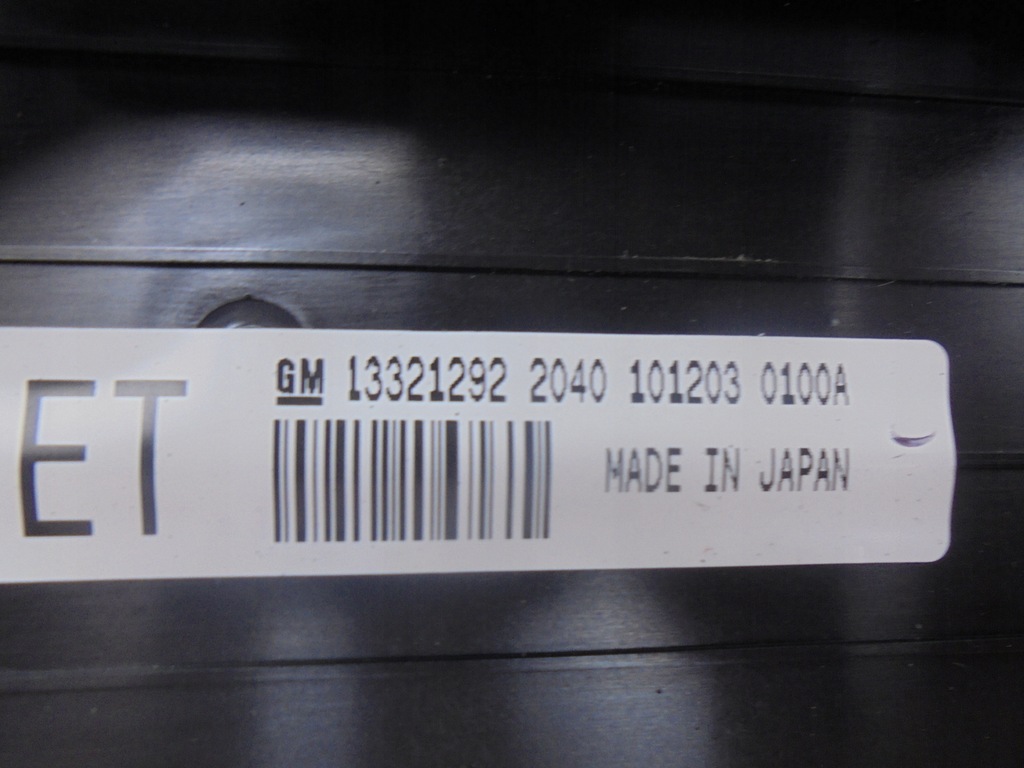 ET
GM 13321292 2040 101203 0100A
MADE IN JAPAN